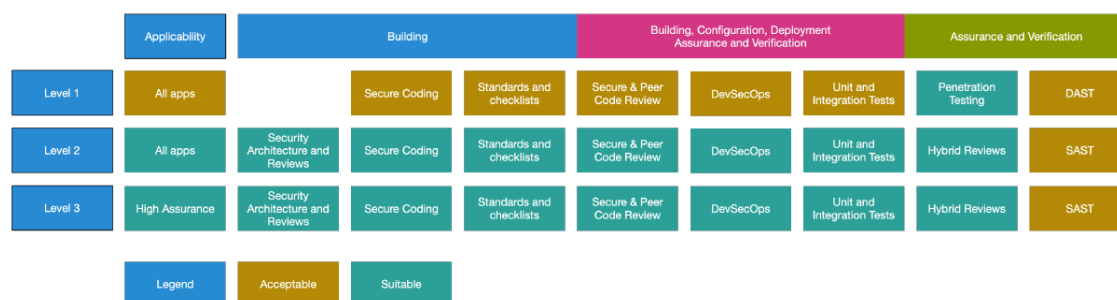 Applicability
Building
Building, Configuration, Deployment
Assurance and Verification
Assurance and Verification
Level 1
All apps
Secure Coding
Standards and
checklists
Secure & Peer
Code Review
DevSecOps
Unit and
Integration Tests
Penetration
Testing
DAST
Level 2
All apps
Security
Architecture and
Reviews
Secure Coding
Standards and
checklists
Secure & Peer
Code Review
DevSecOps
Unit and
Integration Tests
Hybrid Reviews
SAST
Level 3
High Assurance
Security
Architecture and
Reviews
Secure Coding
Standards and
checklists
Secure & Peer
Code Review
DevSecOps
Unit and
Integration Tests
Hybrid Reviews
SAST
Legend
Acceptable
Suitable